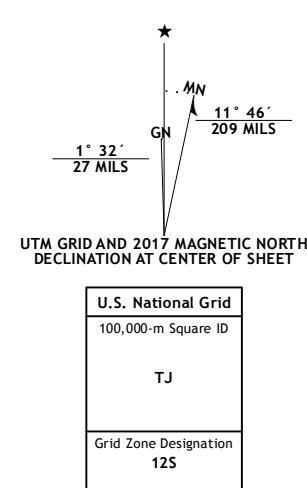 ★
MN
GN
11° 46´
209 MILS
1° 32´
27 MILS
UTM GRID AND 2017 MAGNETIC NORTH
DECLINATION AT CENTER OF SHEET
U.S. National Grid
100,000-m Square ID
TJ
Grid Zone Designation
12S